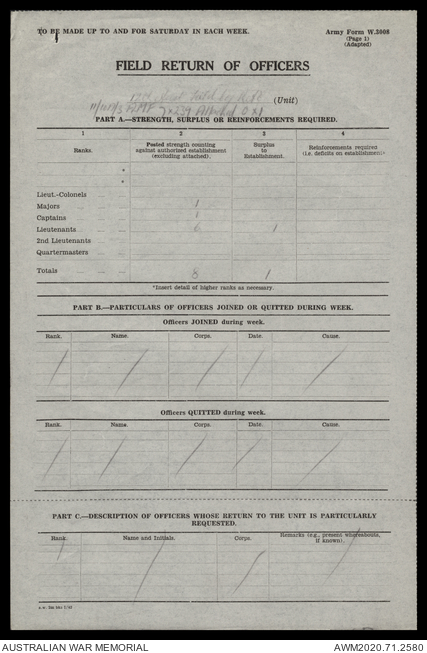 TO BE MADE UP TO AND FOR SATURDAY IN EACH WEEK.
Army Form W.3008
(Page 1)
(Adapted)
FIELD RETURN OF OFFICERS
(Unit)
Attached
PART A.—STRENGTH, SURPLUS OR REINFORCEMENTS REQUIRED.
1 2 3 4
Ranks. Posted strength counting against authorized establishment (excluding attached). Surplus to Establishment. Reinforcements required (i.e. deficits on establishment)
*
*
Lieut.-Colonels
Majors 1
Captains 1
Lieutenants 6 1
2nd Lieutenants
Quartermasters
Totals 8 1
*Insert detail of higher ranks as necessary.
PART B.—PARTICULARS OF OFFICERS JOINED OR QUITTED DURING WEEK.
Officers JOINED during week.
Rank. Name. Corps. Date. Cause.
/ / / / /
Officers QUITTED during week.
Rank. Name. Corps. Date. Cause.
/ / / / /
PART C.—DESCRIPTION OF OFFICERS WHOSE RETURN TO THE UNIT IS PARTICULARLY
REQUESTED.
Rank. Name and Initials. Corps. Remarks (e.g., present whereabouts, if known).
/ / / /
AUSTRALIAN WAR MEMORIAL
AWM2020.71.2580